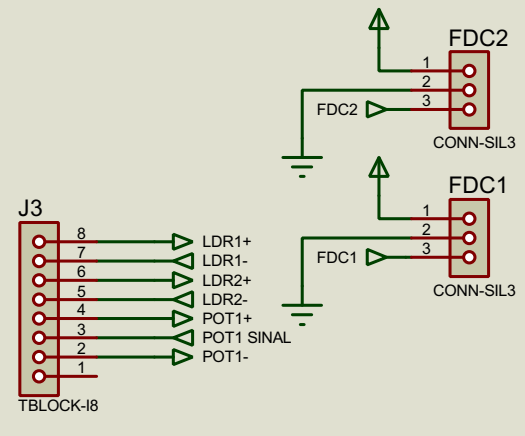 FDC2
1
2
3
FDC2
CONN-SIL3
FDC1
1
2
3
FDC1
CONN-SIL3
J3
8 LDR1+
7 LDR1-
6 LDR2+
5 LDR2-
4 POT1+
3 POT1 SINAL
2 POT1-
1
TBLOCK-I8